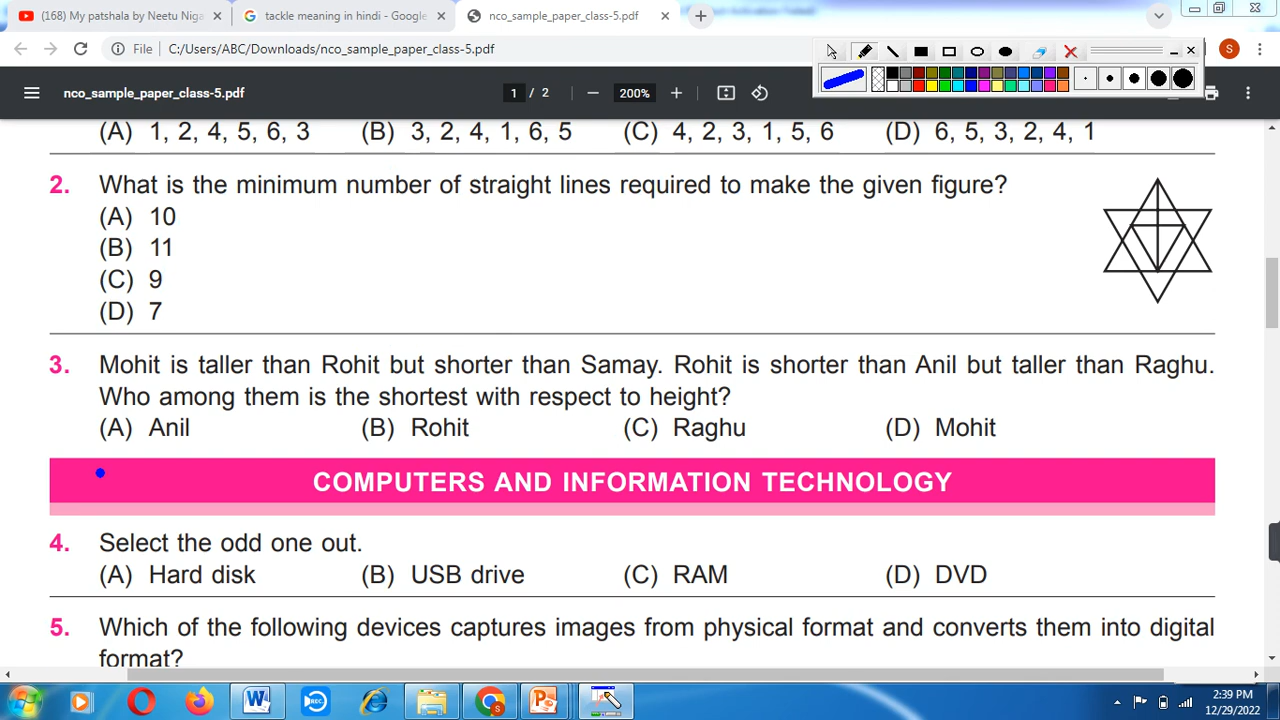 (168) My yatshala by Neetu Niga
tackle meaning in hindi - Google
nco_sample_paper_class-5.pdf
File
C:/Users/ABC/Downloads/nco_sample_paper_class-5.pdf
S
nco_sample_paper_class-5.pdf
1 / 2
200%
(A) 1, 2, 4, 5, 6, 3 (B) 3, 2, 4, 1, 6, 5 (C) 4, 2, 3, 1, 5, 6 (D) 6, 5, 3, 2, 4, 1
2. What is the minimum number of straight lines required to make the given figure?
(A) 10
(B) 11
(C) 9
(D) 7
3. Mohit is taller than Rohit but shorter than Samay. Rohit is shorter than Anil but taller than Raghu.
Who among them is the shortest with respect to height?
(A) Anil (B) Rohit (C) Raghu (D) Mohit
COMPUTERS AND INFORMATION TECHNOLOGY
4. Select the odd one out.
(A) Hard disk (B) USB drive (C) RAM (D) DVD
5. Which of the following devices captures images from physical format and converts them into digital
format?
REC
S
2:39 PM
12/29/2022